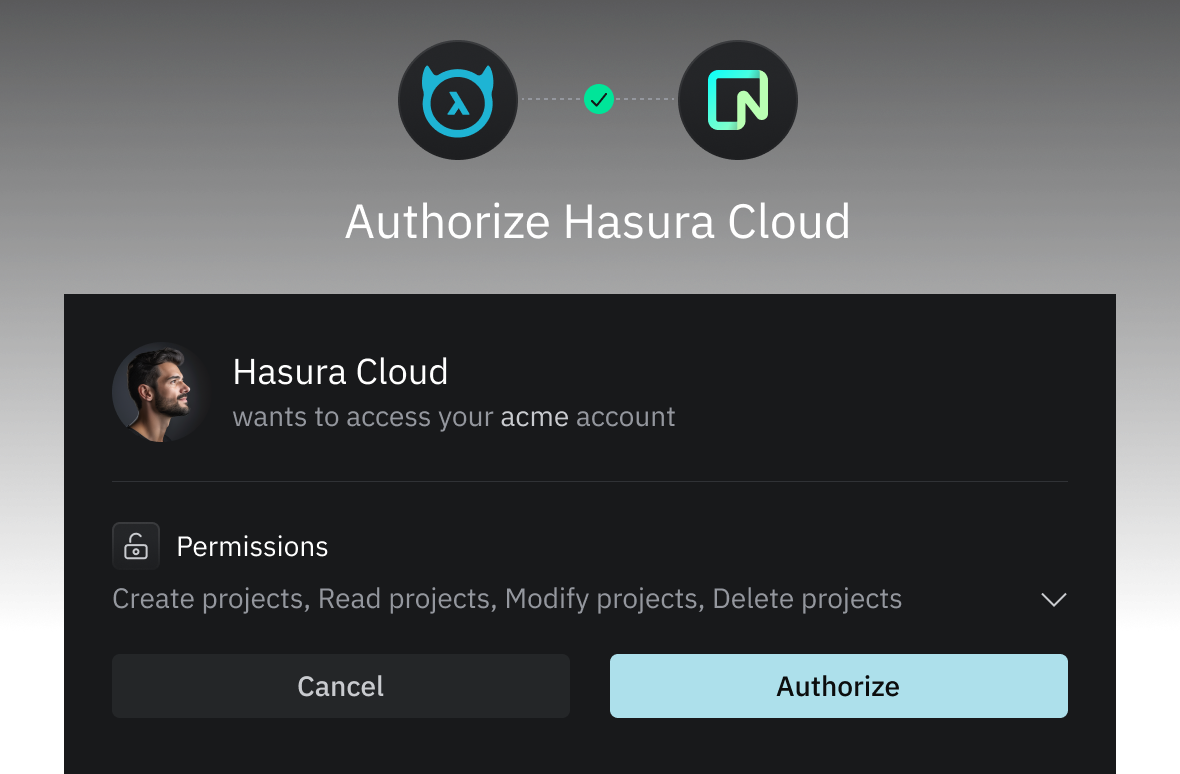 Authorize Hasura Cloud
Hasura Cloud
wants to access your acme account
Permissions
Create projects, Read projects, Modify projects, Delete projects
Cancel
Authorize